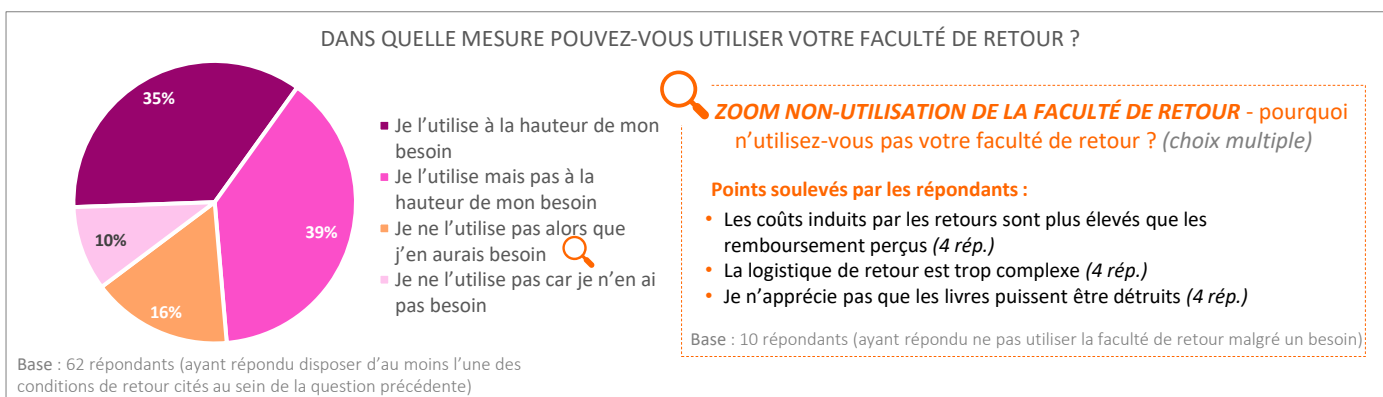 DANS QUELLE MESURE POUVEZ-VOUS UTILISER VOTRE FACULTÉ DE RETOUR ?
35%
39%
16%
10%
Je l'utilise à la hauteur de mon
besoin
Je l'utilise mais pas à la
hauteur de mon besoin
Je ne l'utilise pas alors que
j'en aurais besoin
Je ne l'utilise pas car je n'en ai
pas besoin
Base : 62 répondants (ayant répondu disposer d'au moins l'une des
conditions de retour cités au sein de la question précédente)
ZOOM NON-UTILISATION DE LA FACULTÉ DE RETOUR - pourquoi
n'utilisez-vous pas votre faculté de retour ? (choix multiple)
Points soulevés par les répondants :
• Les coûts induits par les retours sont plus élevés que les
remboursement perçus (4 rép.)
• La logistique de retour est trop complexe (4 rép.)
• Je n'apprécie pas que les livres puissent être détruits (4 rép.)
Base : 10 répondants (ayant répondu ne pas utiliser la faculté de retour malgré un besoin)